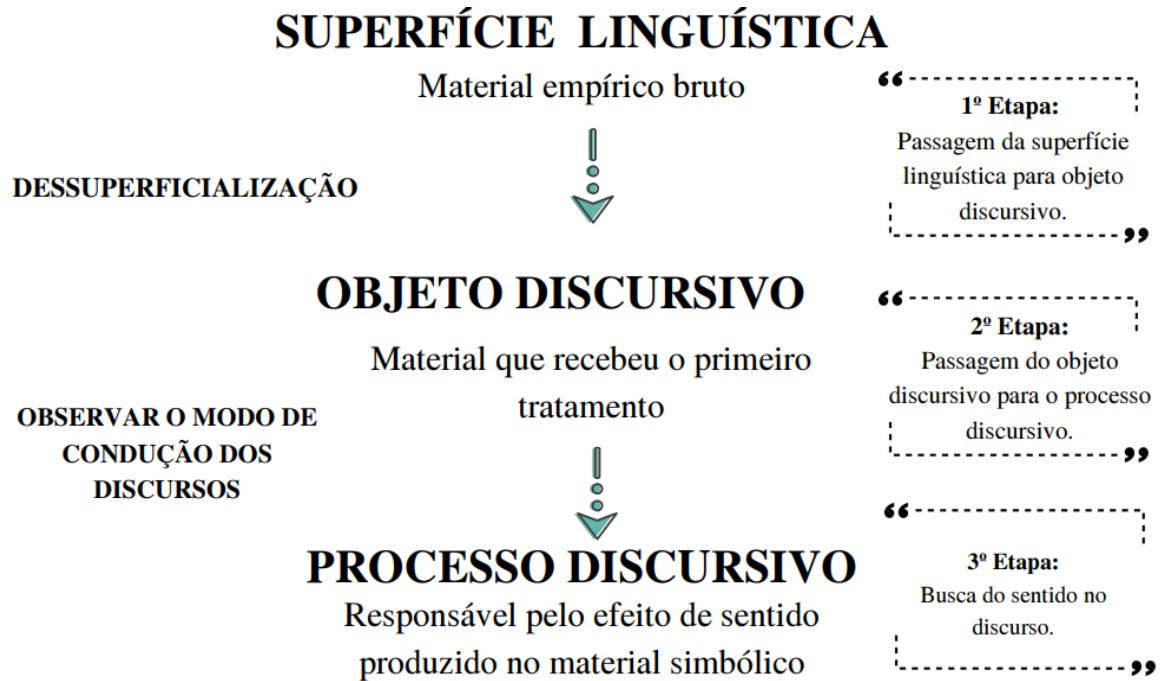 SUPERFÍCIE LINGUÍSTICA
Material empírico bruto
“
1º Etapa:
Passagem da superfície
linguística para objeto
discursivo.
”
DESSUPERFICIALIZAÇÃO
OBJETO DISCURSIVO
Material que recebeu o primeiro
tratamento
“
2º Etapa:
Passagem do objeto
discursivo para o processo
discursivo.
”
OBSERVAR O MODO DE
CONDUÇÃO DOS
DISCURSOS
PROCESSO DISCURSIVO
Responsável pelo efeito de sentido
produzido no material simbólico
“
3º Etapa:
Busca do sentido no
discurso.
”